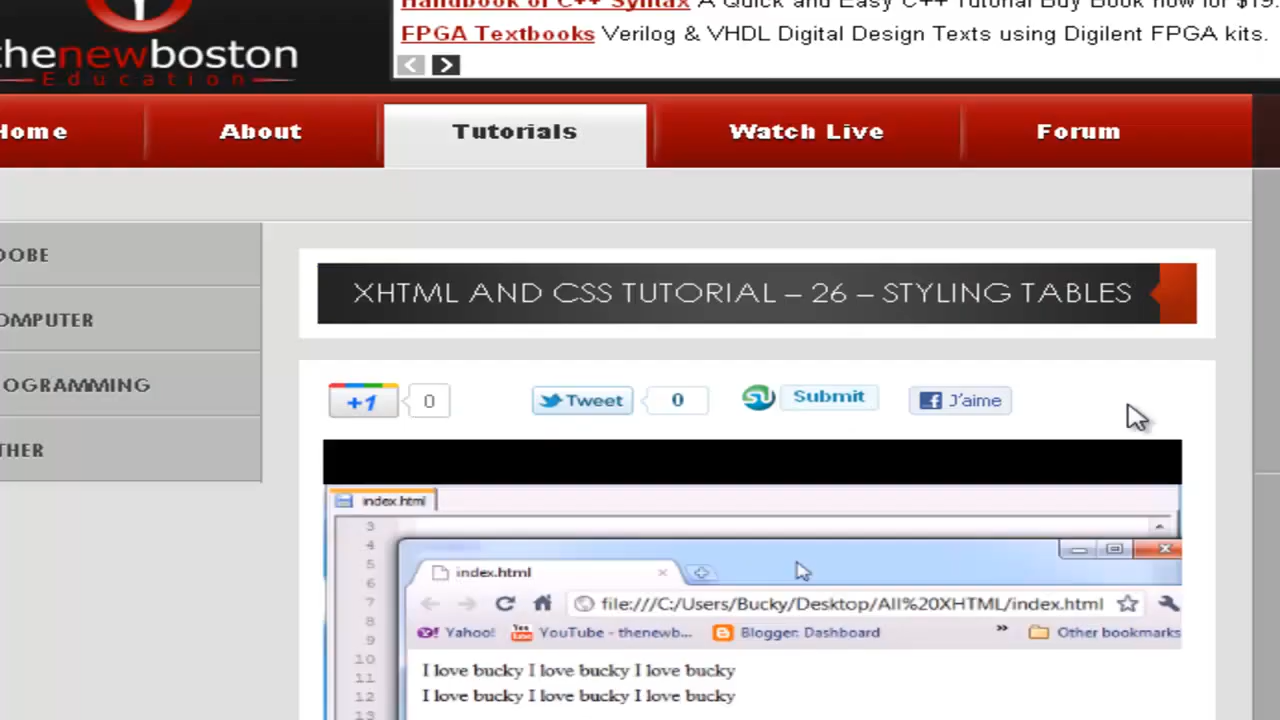 Handbook of C++ Syntax A Quick and Easy C++ Tutorial Buy Book now for $19.
FPGA Textbooks Verilog & VHDL Digital Design Texts using Digilent FPGA kits.
< >
thenewboston
Education
Home About Tutorials Watch Live Forum
DOBE
OMPUTER
OGRAMMING
THER
XHTML AND CSS TUTORIAL – 26 – STYLING TABLES
+1 0 Tweet 0 Submit J'aime
index.html
3
4
5
6
7
8
9
10
11
12
13
index.html
file:///C:/Users/Bucky/Desktop/All%20XHTML/index.html
Yahoo! YouTube - thenewb... Blogger: Dashboard » Other bookmarks
I love bucky I love bucky I love bucky
I love bucky I love bucky I love bucky